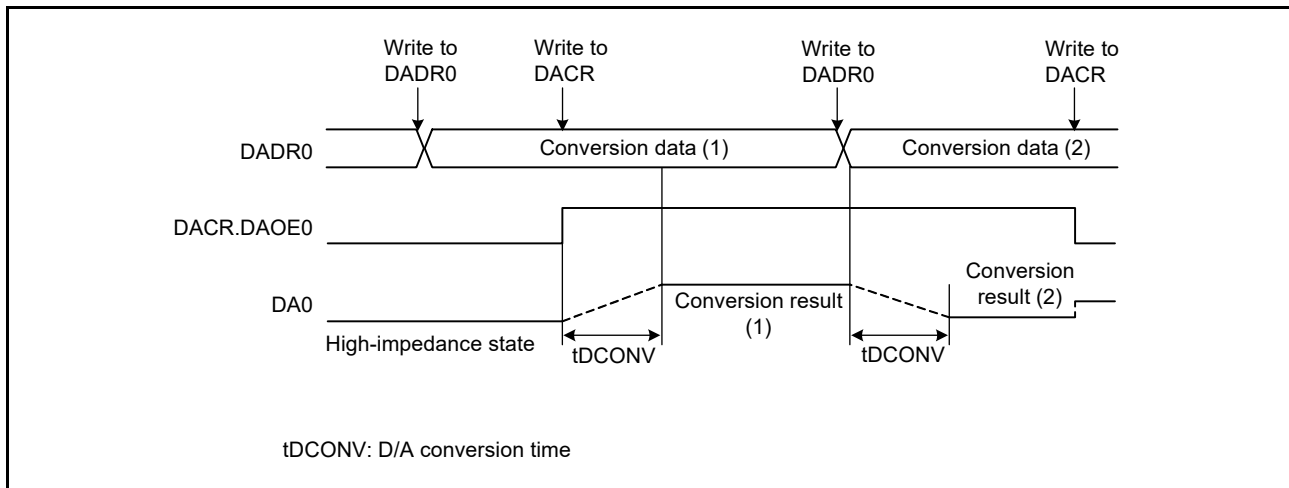 Write to
DADR0
Write to
DACR
Write to
DADR0
Write to
DACR
DADR0
Conversion data (1)
Conversion data (2)
DACR.DAOE0
DA0
Conversion result
(1)
Conversion
result (2)
High-impedance state
tDCONV
tDCONV
tDCONV: D/A conversion time